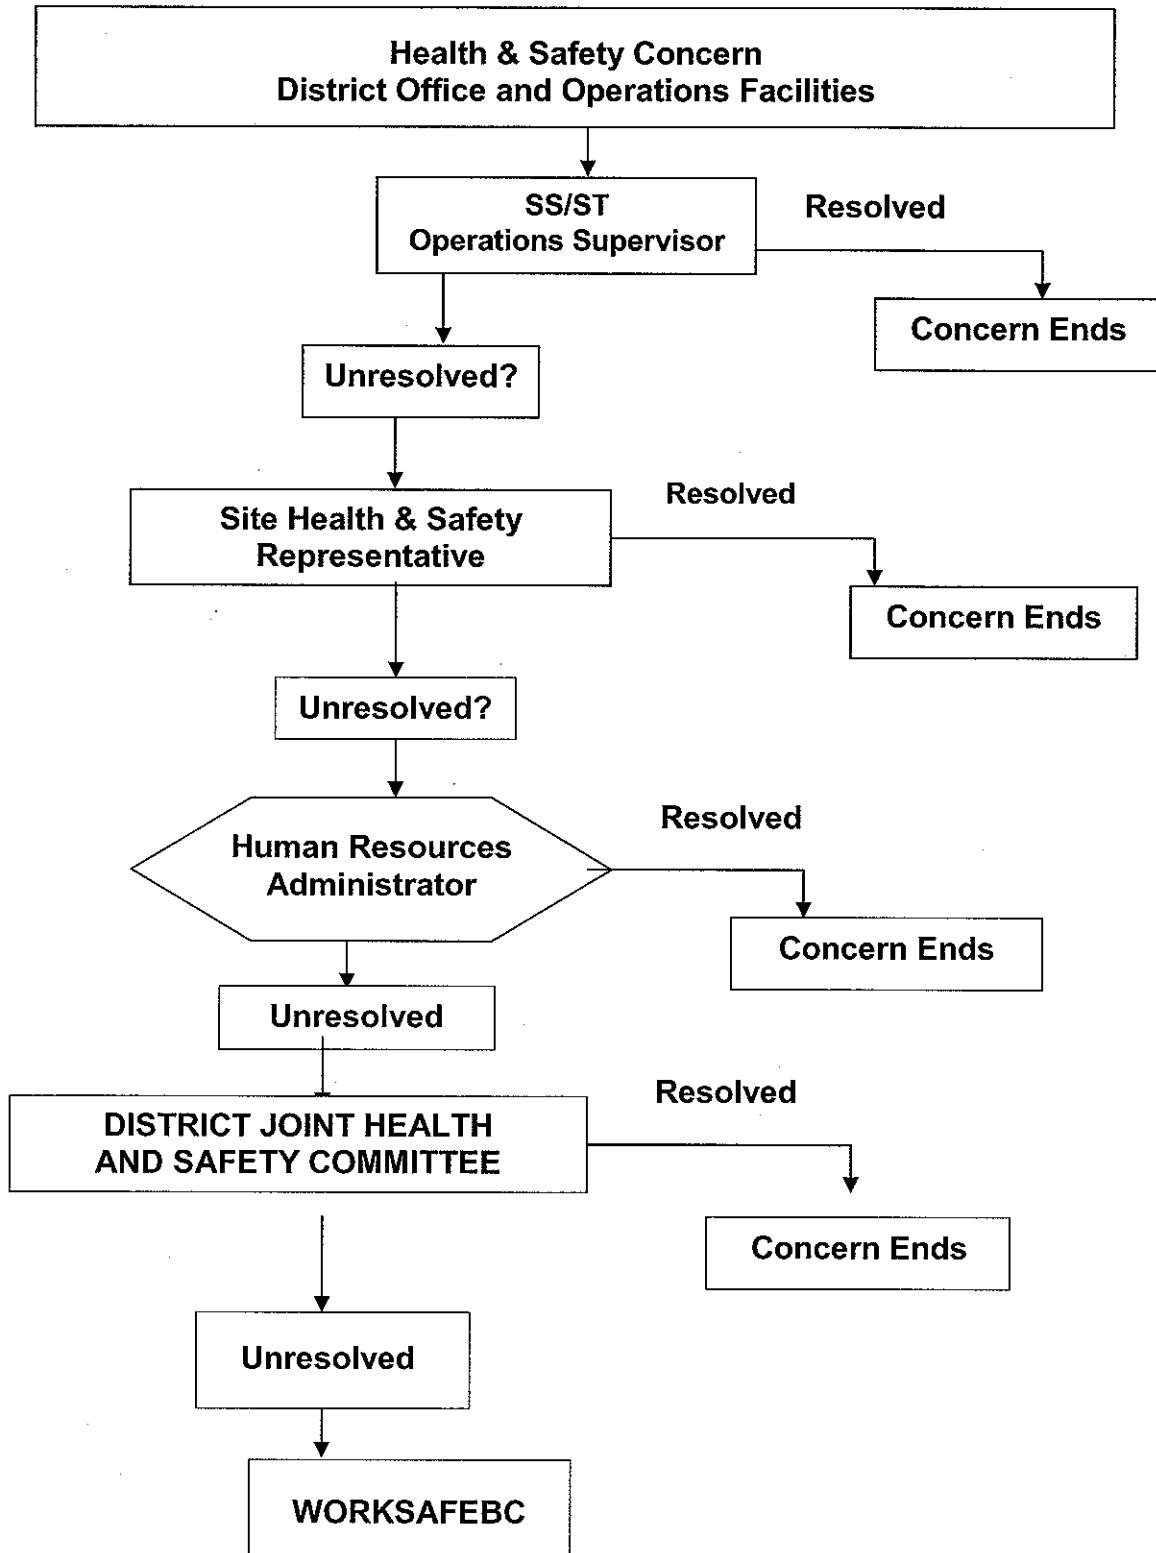 Health & Safety Concern
District Office and Operations Facilities
SS/ST
Operations Supervisor
Resolved
Concern Ends
Unresolved?
Site Health & Safety
Representative
Resolved
Concern Ends
Unresolved?
Human Resources
Administrator
Resolved
Concern Ends
Unresolved
DISTRICT JOINT HEALTH
AND SAFETY COMMITTEE
Resolved
Concern Ends
Unresolved
WORKSAFEBC